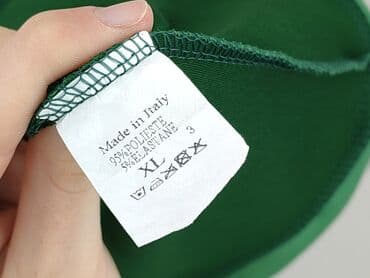 Made in Italy
95%POLIESTE
5%ELASTANE
XL
3